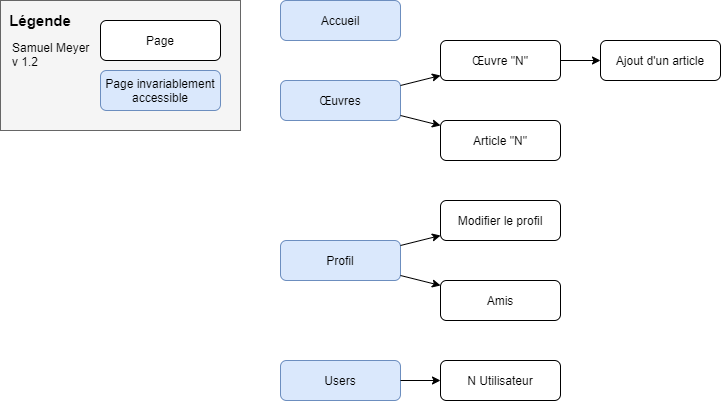 Légende
Samuel Meyer
v 1.2
Page
Page invariablement
accessible
Accueil
Œuvres
Œuvre "N"
Ajout d'un article
Article "N"
Profil
Modifier le profil
Amis
Users
N Utilisateur